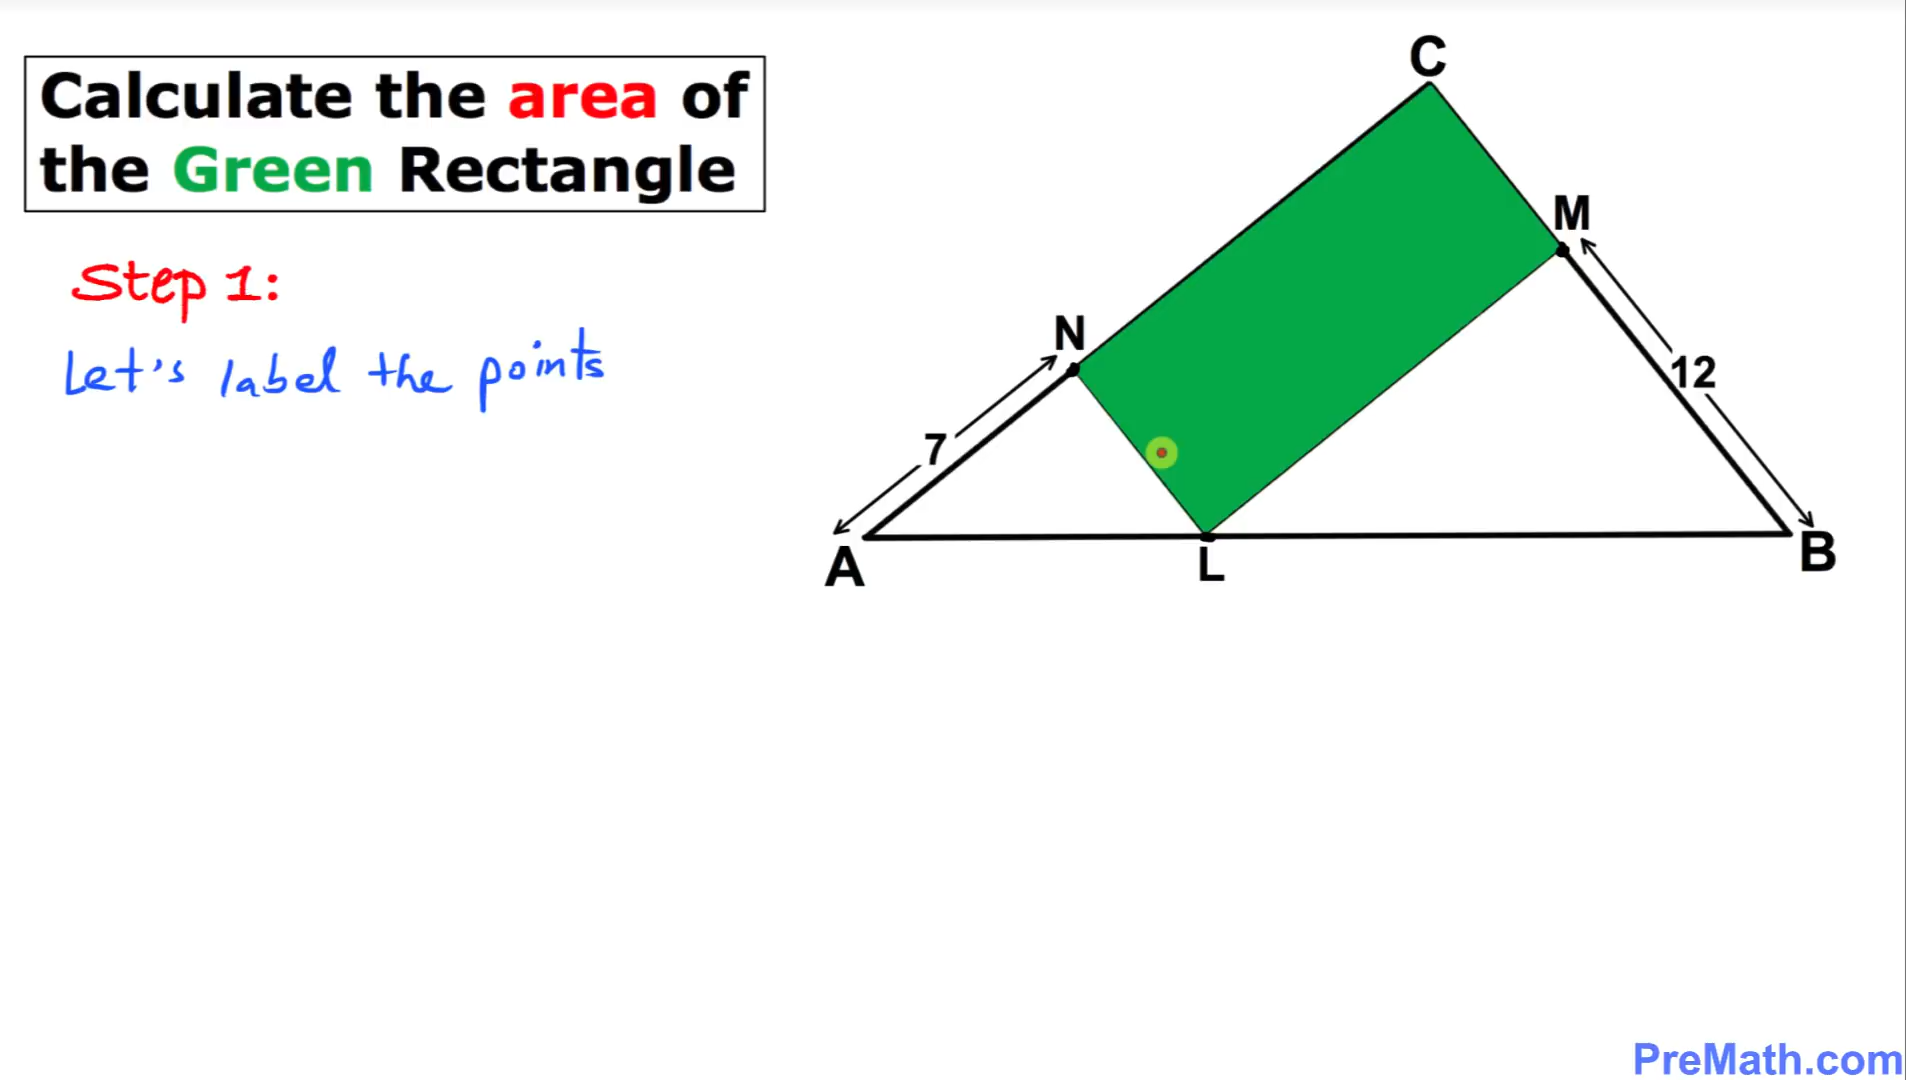 Calculate the area of
the Green Rectangle
Step 1:
Let's label the points
C
M
N
12
7
A
L
B
PreMath.com